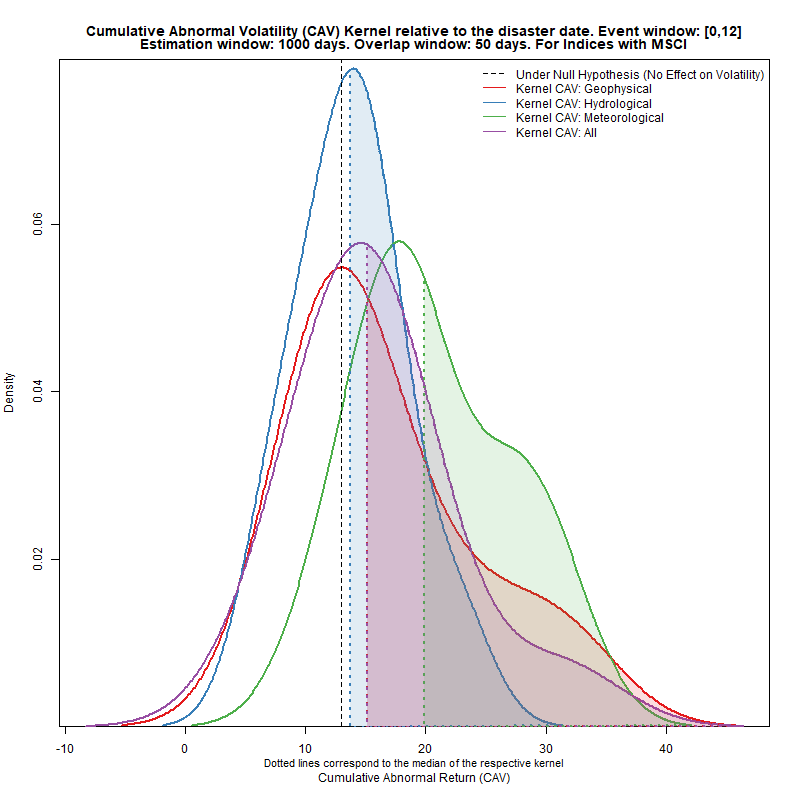 Cumulative Abnormal Volatility (CAV) Kernel relative to the disaster date. Event window: [0,12]
Estimation window: 1000 days. Overlap window: 50 days. For Indices with MSCI
Under Null Hypothesis (No Effect on Volatility)
Kernel CAV: Geophysical
Kernel CAV: Hydrological
Kernel CAV: Meteorological
Kernel CAV: All
Density
0.06
0.04
0.02
-10 0 10 20 30 40
Dotted lines correspond to the median of the respective kernel
Cumulative Abnormal Return (CAV)